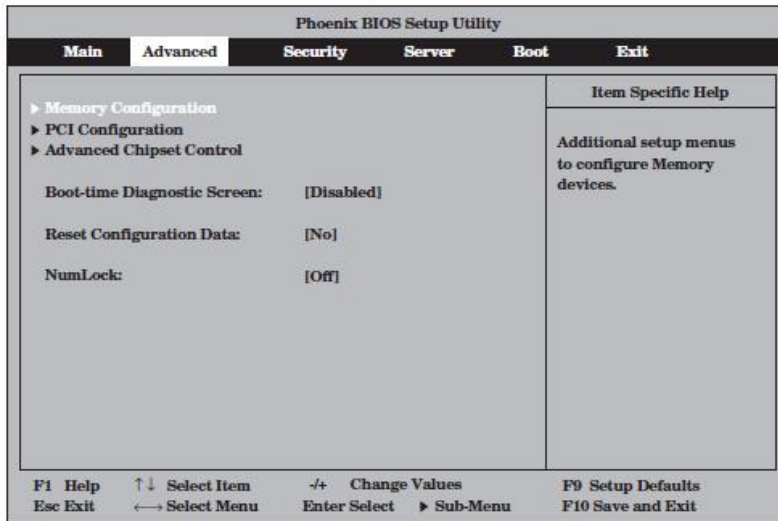 Phoenix BIOS Setup Utility
Main Advanced Security Server Boot Exit
▶ Memory Configuration
▶ PCI Configuration
▶ Advanced Chipset Control
Boot-time Diagnostic Screen: [Disabled]
Reset Configuration Data: [No]
NumLock: [Off]
Item Specific Help
Additional setup menus
to configure Memory
devices.
F1 Help ↑↓ Select Item -/+ Change Values F9 Setup Defaults
Esc Exit ←→ Select Menu Enter Select ▶ Sub-Menu F10 Save and Exit